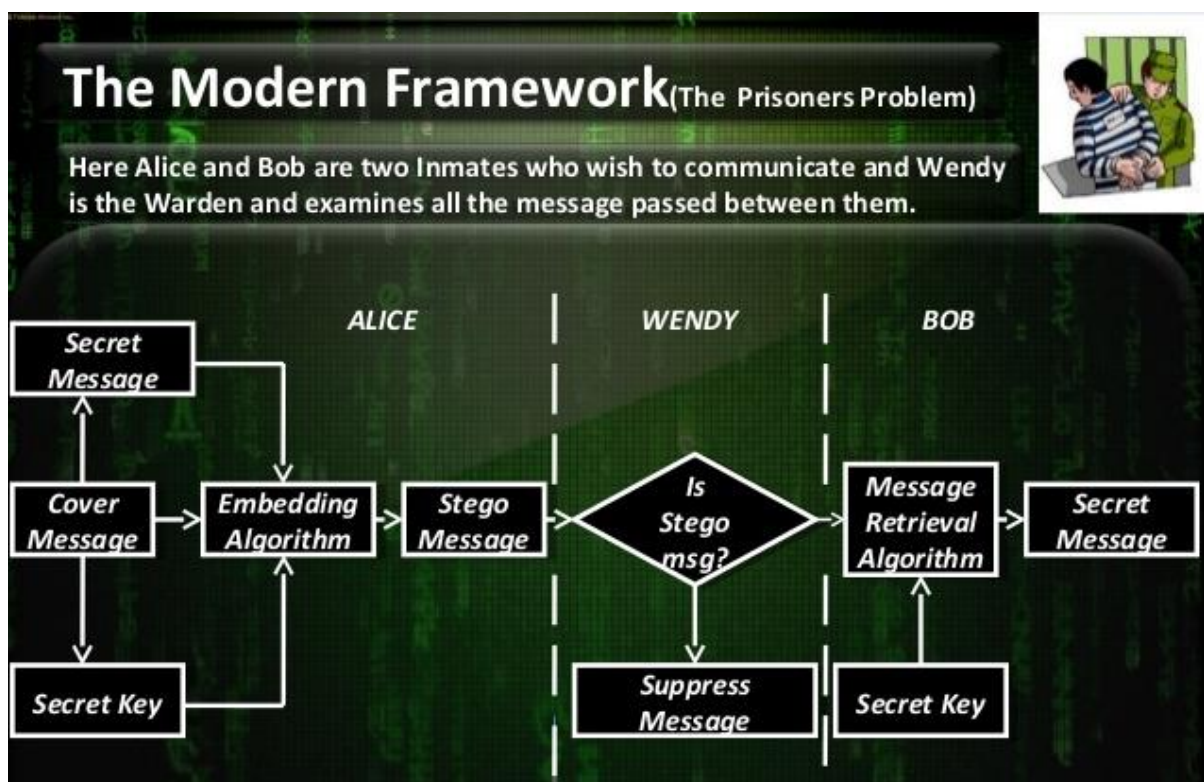 The Modern Framework(The Prisoners Problem)
Here Alice and Bob are two Inmates who wish to communicate and Wendy
is the Warden and examines all the message passed between them.
ALICE
WENDY
BOB
Secret
Message
Cover
Message
Embedding
Algorithm
Stego
Message
Is
Stego
msg?
Message
Retrieval
Algorithm
Secret
Message
Secret Key
Suppress
Message
Secret Key